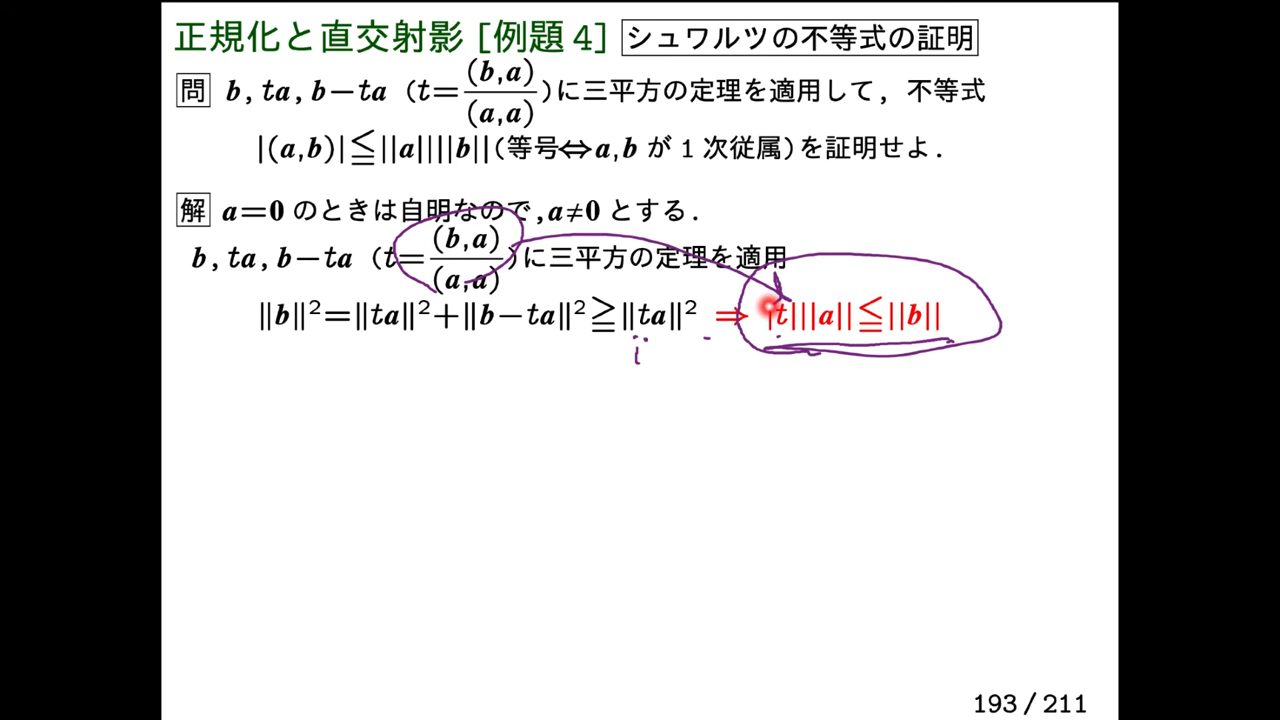 正規化と直交射影 [例題 4] シュワルツの不等式の証明
問 b, ta, b−ta (t=(b,a)/(a,a))に三平方の定理を適用して, 不等式
|(a,b)|≦||a||||b||(等号⇔a,b が 1 次従属)を証明せよ.
解 a=0 のときは自明なので,a≠0 とする.
b, ta, b−ta (t=(b,a)/(a,a))に三平方の定理を適用
||b||²=||ta||²+||b−ta||²≧||ta||² ⇒ |t|||a||≦||b||
193 / 211